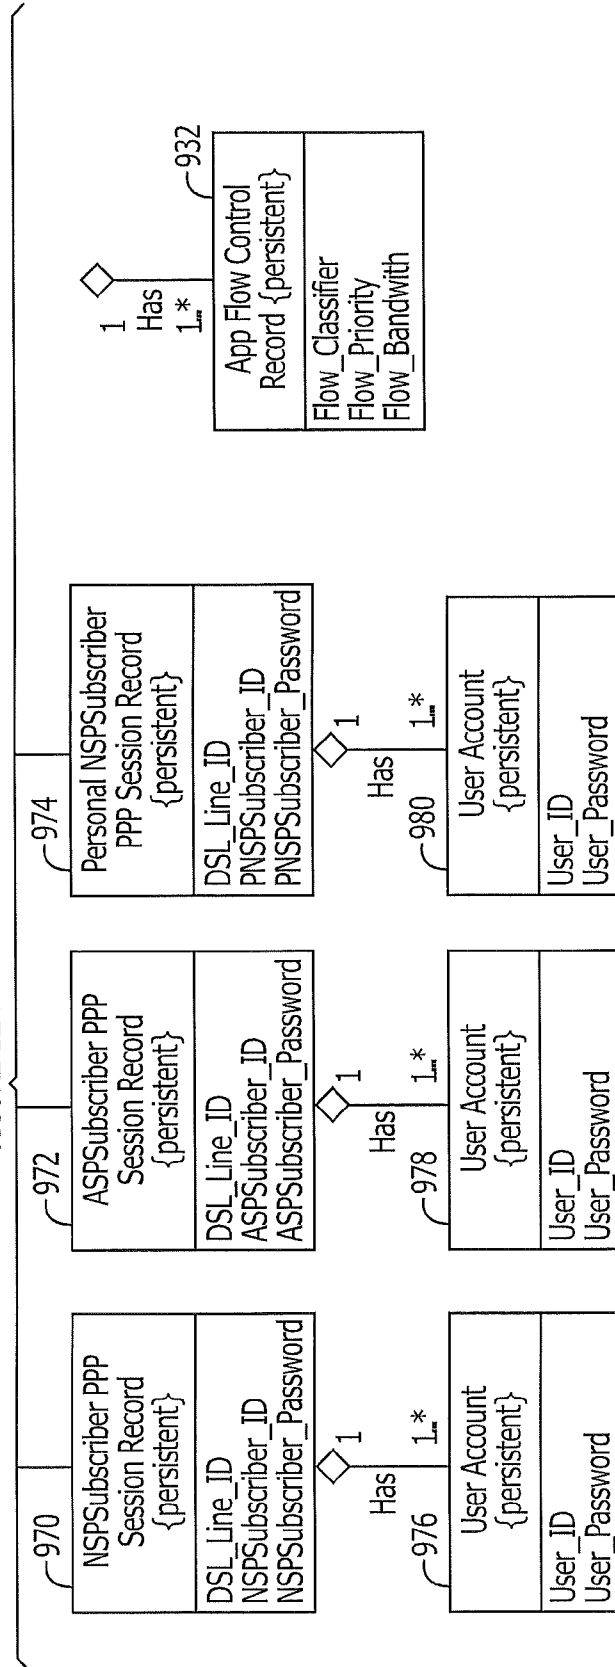 970
NSPSubscriber PPP
Session Record
{persistent}
DSL_Line_ID
NSPSubscriber_ID
NSPSubscriber_Password
1
Has
1...*
976
User Account
{persistent}
User_ID
User_Password
972
ASPSubscriber PPP
Session Record
{persistent}
DSL_Line_ID
ASPSubscriber_ID
ASPSubscriber_Password
1
Has
1...*
978
User Account
{persistent}
User_ID
User_Password
974
Personal NSPSubscriber
PPP Session Record
{persistent}
DSL_Line_ID
PNSPSubscriber_ID
PNSPSubscriber_Password
1
Has
1...*
980
User Account
{persistent}
User_ID
User_Password
1
Has
1...*
932
App Flow Control
Record {persistent}
Flow_Classifier
Flow_Priority
Flow_Bandwith